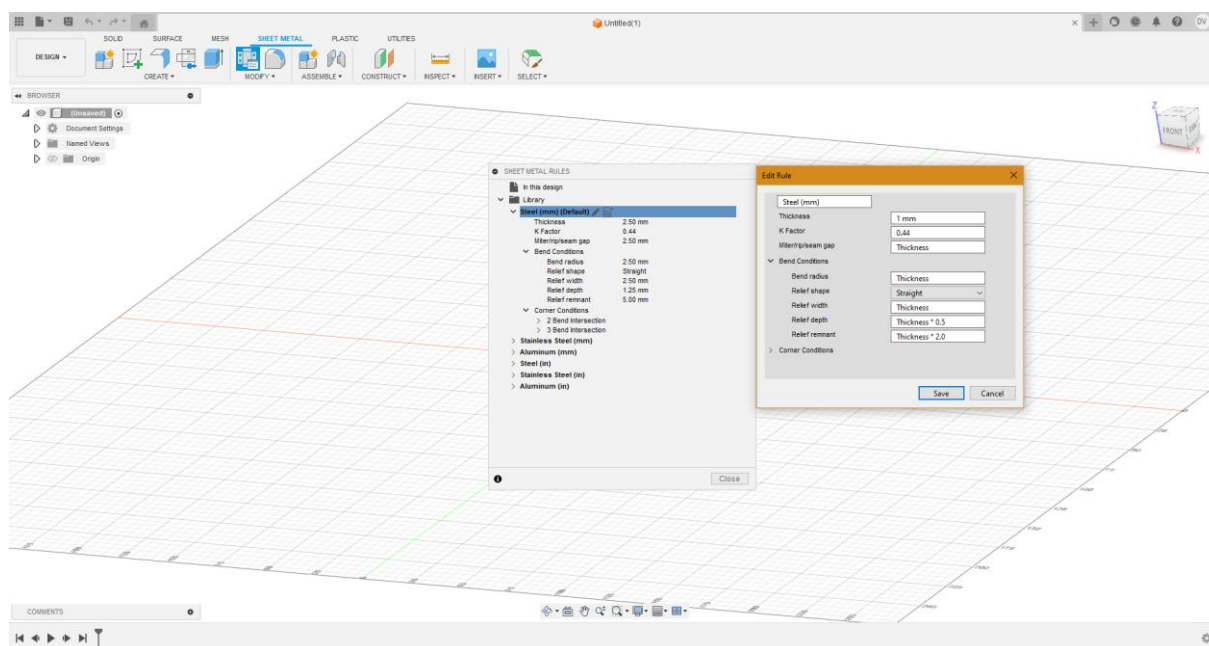 Untitled(1)
DV
SOLID SURFACE MESH SHEET METAL PLASTIC UTILITIES
DESIGN
CREATE MODIFY ASSEMBLE CONSTRUCT INSPECT INSERT SELECT
BROWSER
(Unsaved)
Document Settings
Named Views
Origin
Z
FRONT
X
SHEET METAL RULES
In this design
Library
Steel (mm) (Default)
Thickness 2.50 mm
K Factor 0.44
Miter/rip/seam gap 2.50 mm
Bend Conditions
Bend radius 2.50 mm
Relief shape Straight
Relief width 2.50 mm
Relief depth 1.25 mm
Relief remnant 5.00 mm
Corner Conditions
2 Bend Intersection
3 Bend Intersection
Stainless Steel (mm)
Aluminum (mm)
Steel (in)
Stainless Steel (in)
Aluminum (in)
Close
Edit Rule
Steel (mm)
Thickness 1 mm
K Factor 0.44
Miter/rip/seam gap Thickness
Bend Conditions
Bend radius Thickness
Relief shape Straight
Relief width Thickness
Relief depth Thickness * 0.5
Relief remnant Thickness * 2.0
Corner Conditions
Save Cancel
COMMENTS